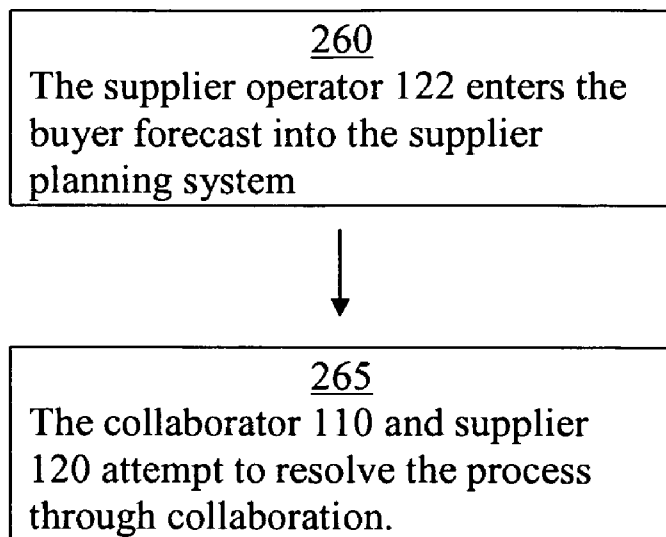 260
The supplier operator 122 enters the
buyer forecast into the supplier
planning system
265
The collaborator 110 and supplier
120 attempt to resolve the process
through collaboration.